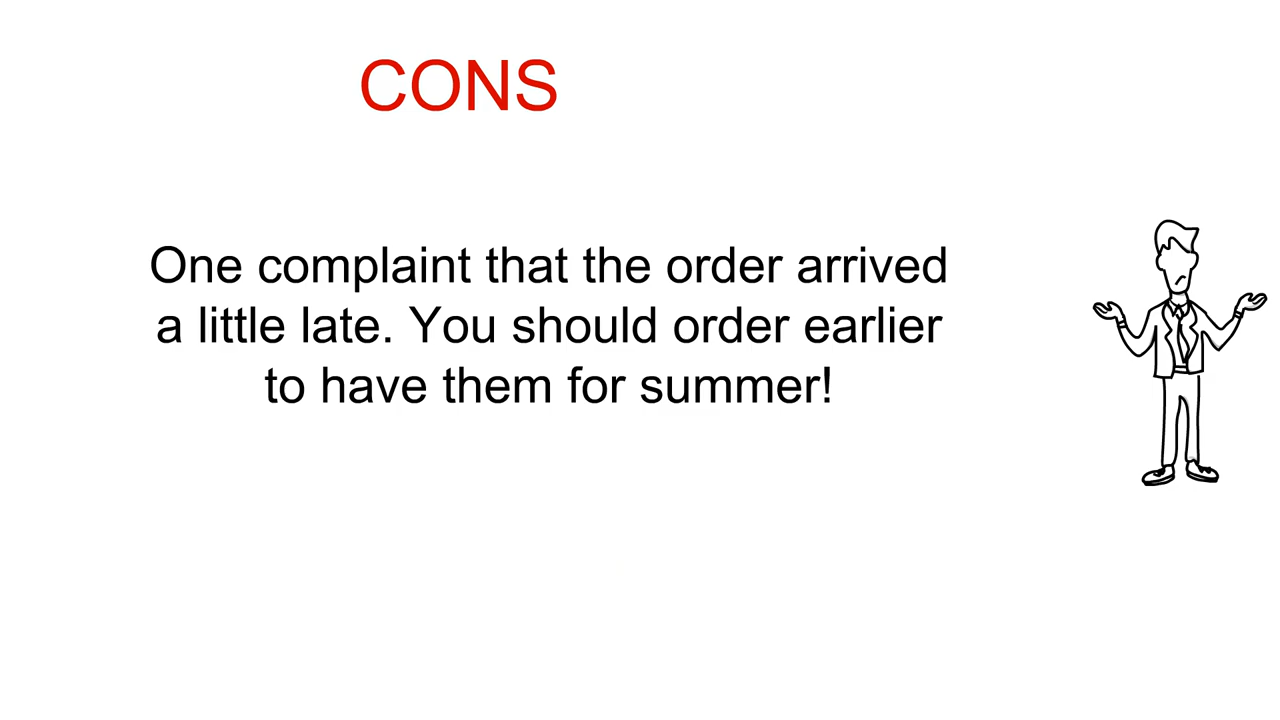 CONS
One complaint that the order arrived
a little late. You should order earlier
to have them for summer!